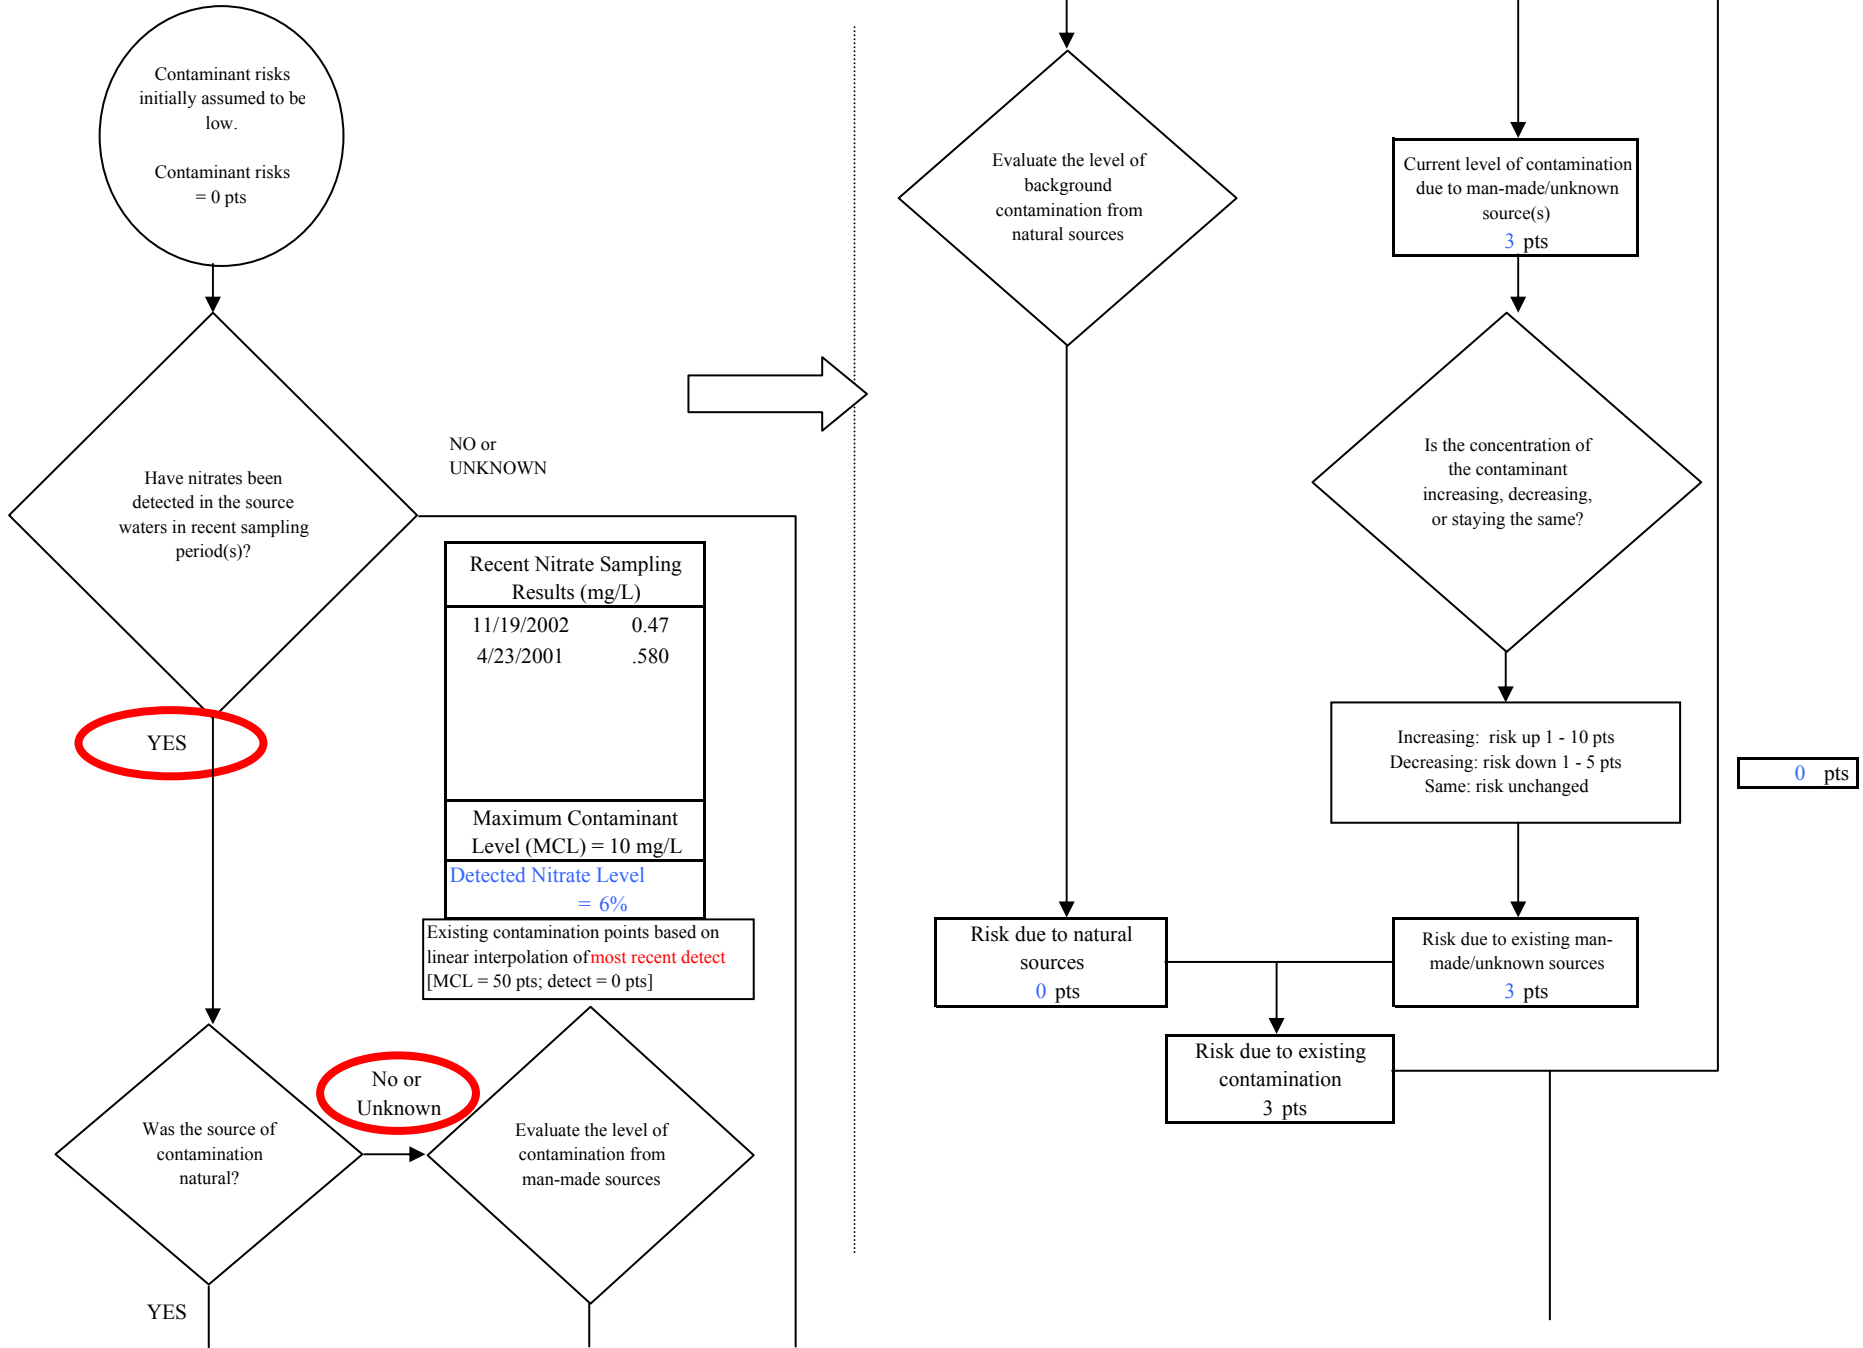 Contaminant risks
initially assumed to be
low.
Contaminant risks
= 0 pts
Have nitrates been
detected in the source
waters in recent sampling
period(s)?
NO or
UNKNOWN
YES
Recent Nitrate Sampling
Results (mg/L)
11/19/2002 0.47
4/23/2001 .580
Maximum Contaminant
Level (MCL) = 10 mg/L
Detected Nitrate Level
= 6%
Existing contamination points based on
linear interpolation of most recent detect
[MCL = 50 pts; detect = 0 pts]
Was the source of
contamination
natural?
No or
Unknown
Evaluate the level of
contamination from
man-made sources
YES
Evaluate the level of
background
contamination from
natural sources
Current level of contamination
due to man-made/unknown
source(s)
3 pts
Is the concentration of
the contaminant
increasing, decreasing,
or staying the same?
Increasing: risk up 1 - 10 pts
Decreasing: risk down 1 - 5 pts
Same: risk unchanged
0 pts
Risk due to natural
sources
0 pts
Risk due to existing man-
made/unknown sources
3 pts
Risk due to existing
contamination
3 pts